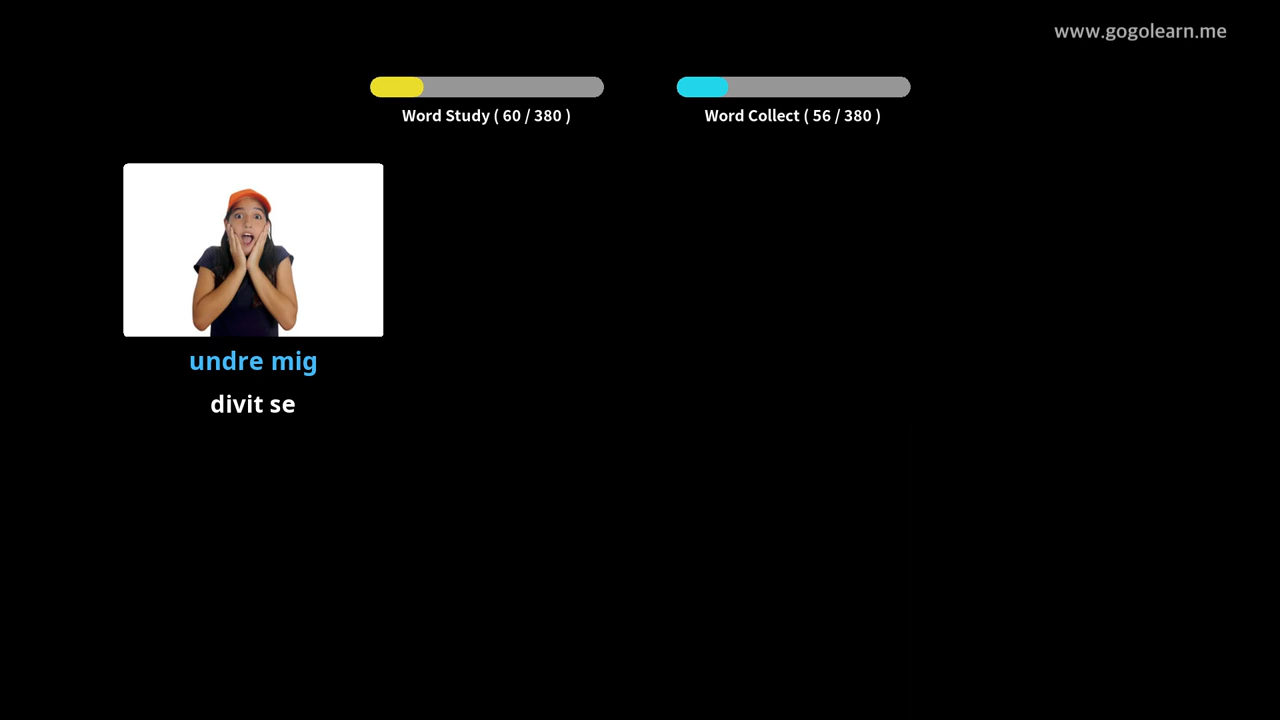 www.gogolearn.me
Word Study ( 60 / 380 )
Word Collect ( 56 / 380 )
undre mig
divit se